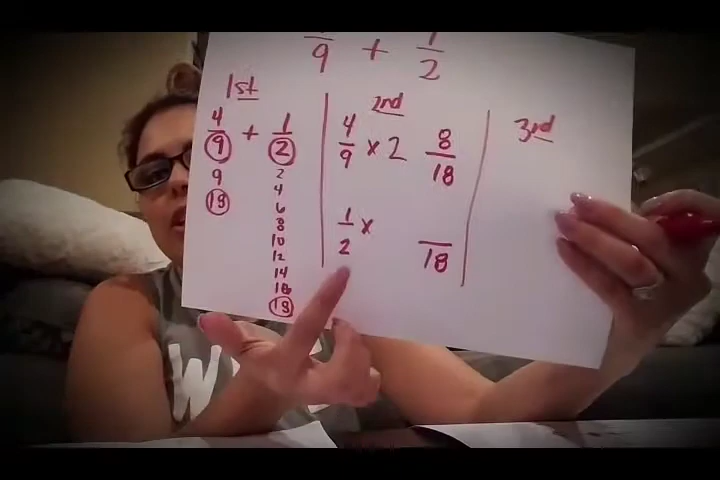 9 + 1/2
1st
4/9 + 1/2
9
18
2
4
6
8
10
12
14
16
18
2nd
4/9 x 2 8/18
1/2 x /18
3rd
W